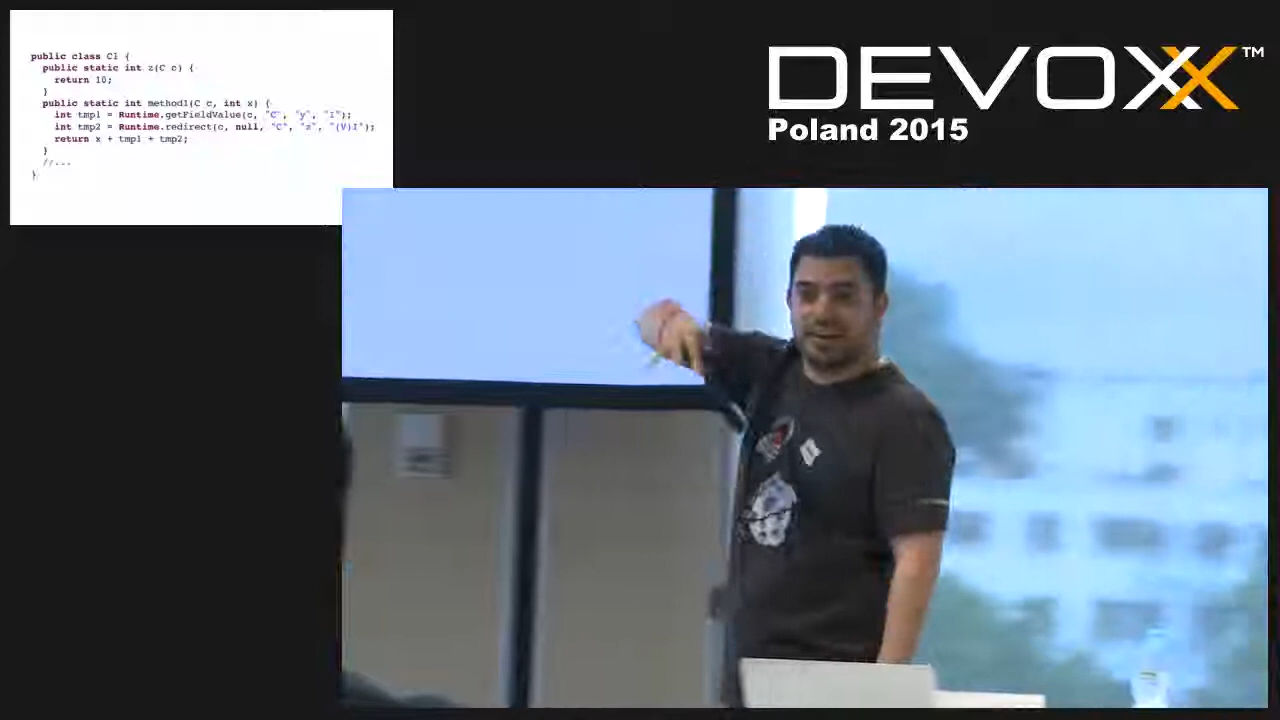 public class C1 {
public static int z(C c) {
return 10;
}
public static int method1(C c, int x) {
int tmp1 = Runtime.getFieldValue(c, "C", "y", "I");
int tmp2 = Runtime.redirect(c, null, "C", "z", "(V)I");
return x + tmp1 + tmp2;
}
//...
}
DEVOXX™
Poland 2015